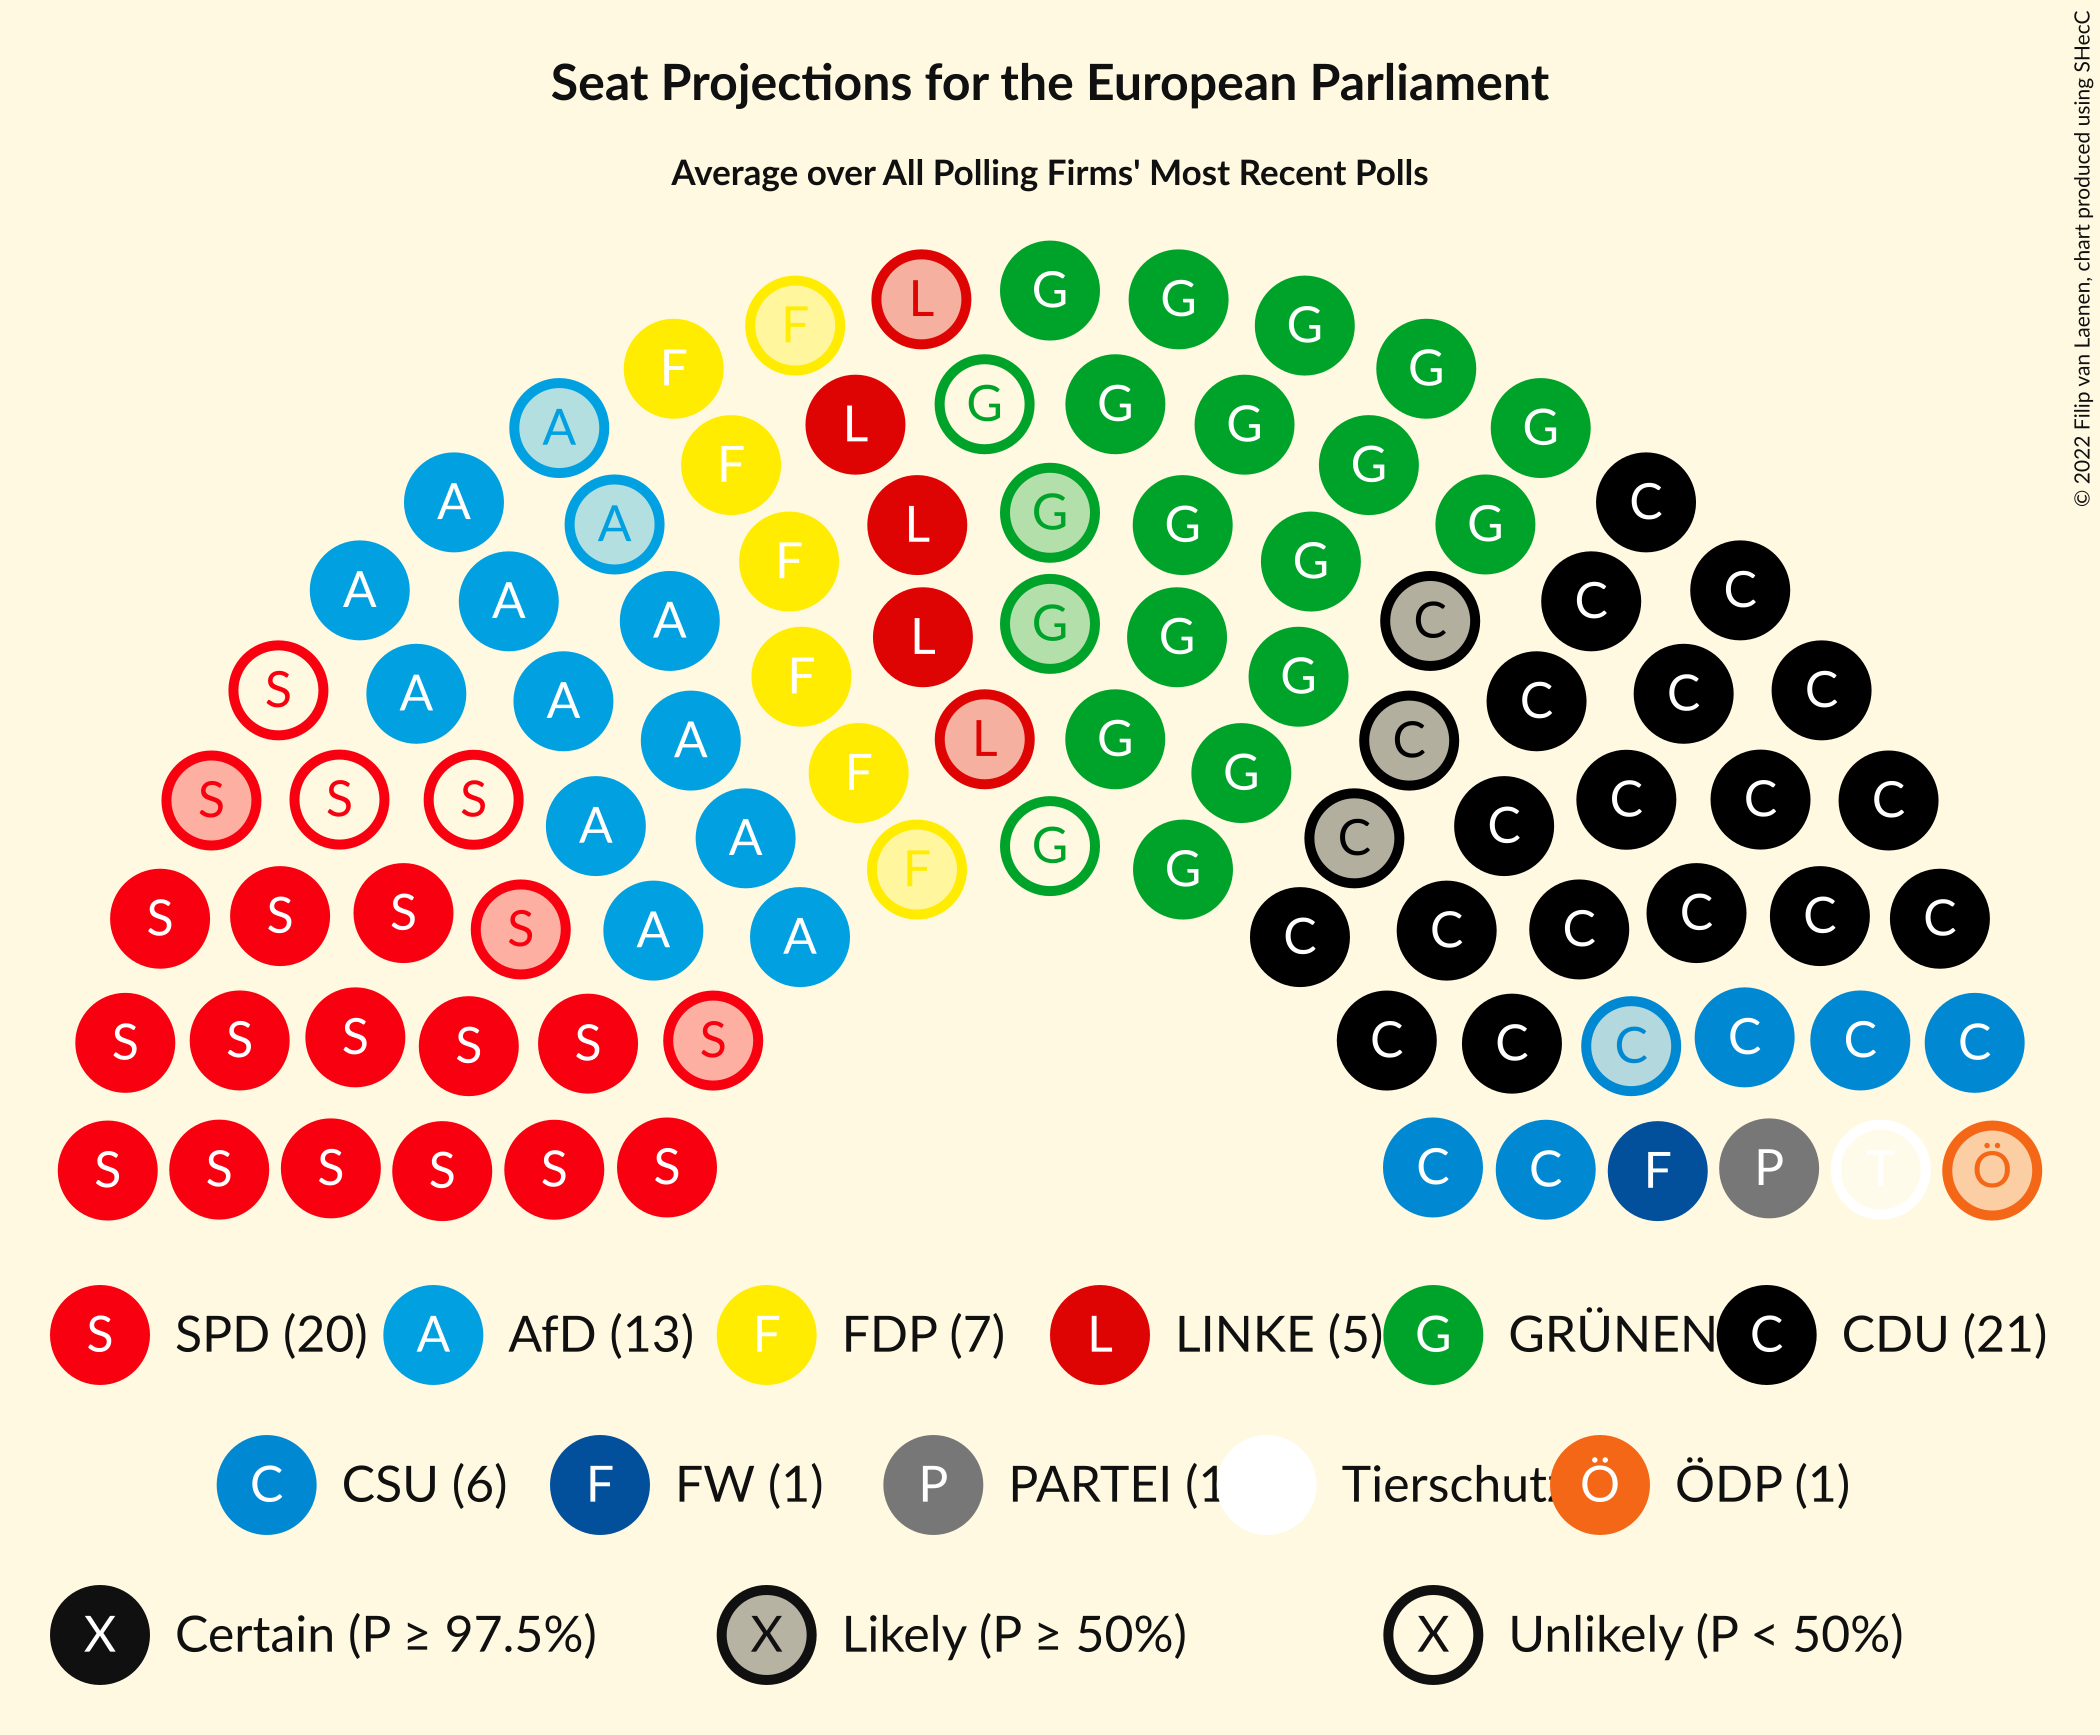 Seat Projections for the European Parliament
Average over All Polling Firms' Most Recent Polls
© 2022 Filip van Laenen, chart produced using SHecC
L G G G
F G
F L G G G G
A F G G
A A F L G G G C
A A A F L G G G C C C
S A A A F L G G C C C C
S S S A A F G G C C C C C
S S S S A A F G G C C C C C C
S S S S S S C C C C C C
S S S S S S C C F P T Ö
S SPD (20) A AfD (13) F FDP (7) L LINKE (5) G GRÜNEN C CDU (21)
C CSU (6) F FW (1) P PARTEI (1 Tierschutz Ö ÖDP (1)
X Certain (P ≥ 97.5%) X Likely (P ≥ 50%) X Unlikely (P < 50%)